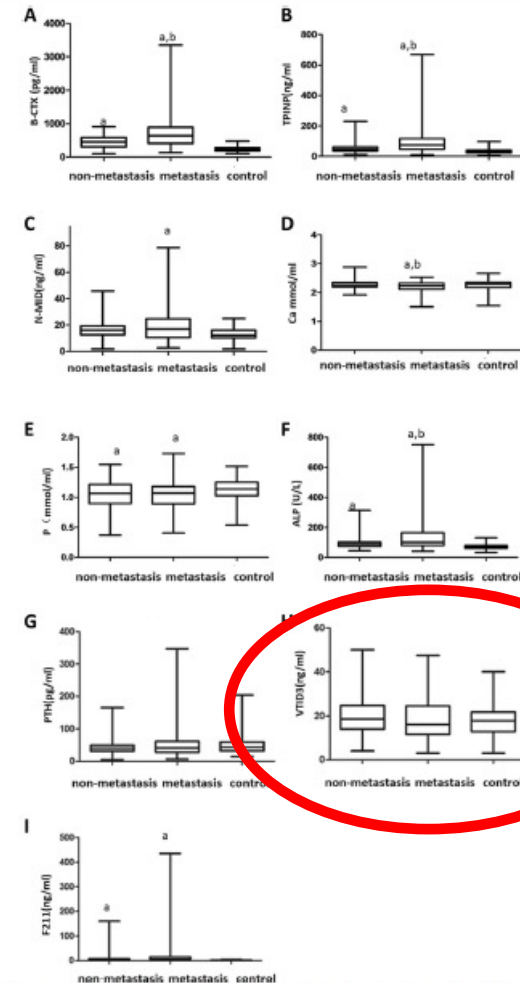 A
B
4000
3000
2000
1000
0
B-CTX (pg/ml)
a
a,b
non-metastasis metastasis control
800
600
400
200
0
TPINP(ng/ml
a
a,b
non-metastasis metastasis control
C
D
80
60
40
20
0
N-MID(ng/ml)
a
non-metastasis metastasis control
4
3
2
1
0
Ca mmol/ml
a,b
non-metastasis metastasis control
E
F
2.0
1.5
1.0
0.5
0.0
P（mmol/ml)
a
a
non-metastasis metastasis control
800
600
400
200
0
ALP (U/L)
a
a,b
non-metastasis metastasis control
G
400
300
200
100
0
PTH(pg/ml)
non-metastasis metastasis
60
40
20
0
VTID3(ng/ml)
non-metastasis metastasis control
I
500
400
300
200
100
0
F211(ng/ml)
a
a
non-metastasis metastasis control